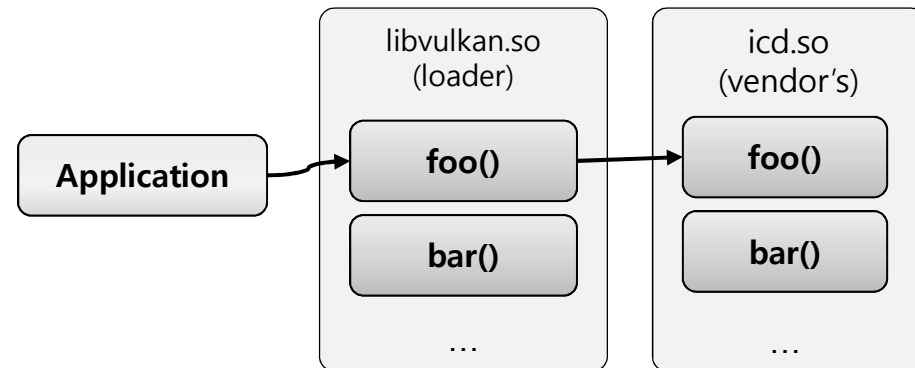 libvulkan.so
(loader)
icd.so
(vendor's)
Application
foo()
foo()
bar()
bar()
…
…